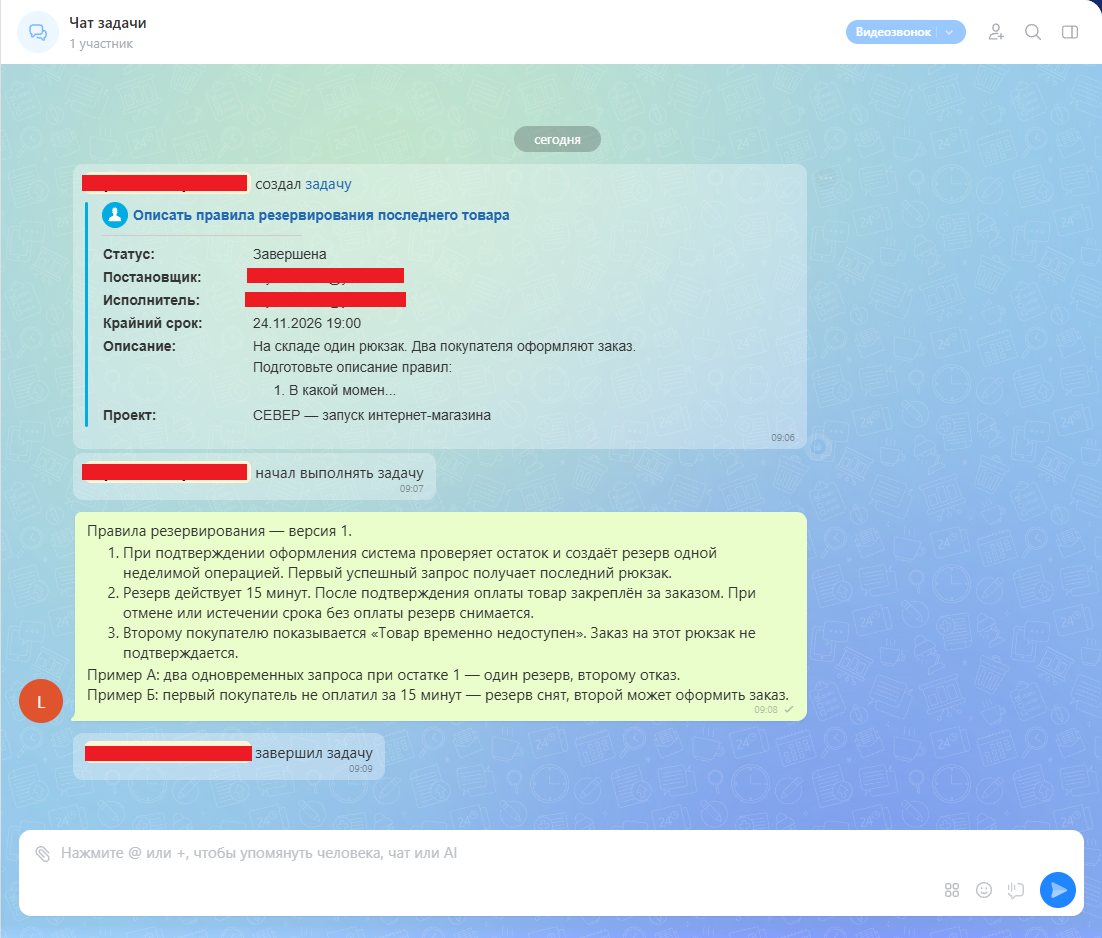 Чат задачи
1 участник
Видеозвонок
сегодня
создал задачу
Описать правила резервирования последнего товара
Статус: Завершена
Постановщик:
Исполнитель:
Крайний срок: 24.11.2026 19:00
Описание: На складе один рюкзак. Два покупателя оформляют заказ.
Подготовьте описание правил:
1. В какой момен...
Проект: СЕВЕР — запуск интернет-магазина
09:06
начал выполнять задачу
09:07
Правила резервирования — версия 1.
1. При подтверждении оформления система проверяет остаток и создаёт резерв одной
неделимой операцией. Первый успешный запрос получает последний рюкзак.
2. Резерв действует 15 минут. После подтверждения оплаты товар закреплён за заказом. При
отмене или истечении срока без оплаты резерв снимается.
3. Второму покупателю показывается «Товар временно недоступен». Заказ на этот рюкзак не
подтверждается.
Пример А: два одновременных запроса при остатке 1 — один резерв, второму отказ.
Пример Б: первый покупатель не оплатил за 15 минут — резерв снят, второй может оформить заказ.
09:08
L
завершил задачу
09:09
Нажмите @ или +, чтобы упомянуть человека, чат или AI